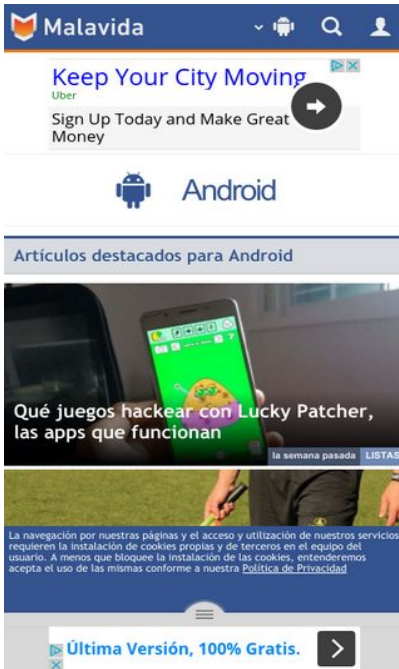 Malavida
Keep Your City Moving
Uber
Sign Up Today and Make Great
Money
Android
Artículos destacados para Android
Qué juegos hackear con Lucky Patcher,
las apps que funcionan
la semana pasada LISTAS
La navegación por nuestras páginas y el acceso y utilización de nuestros servicios
requieren la instalación de cookies propias y de terceros en el equipo del
usuario. A menos que bloquee la instalación de las cookies, entenderemos
acepta el uso de las mismas conforme a nuestra Política de Privacidad
Última Versión, 100% Gratis.